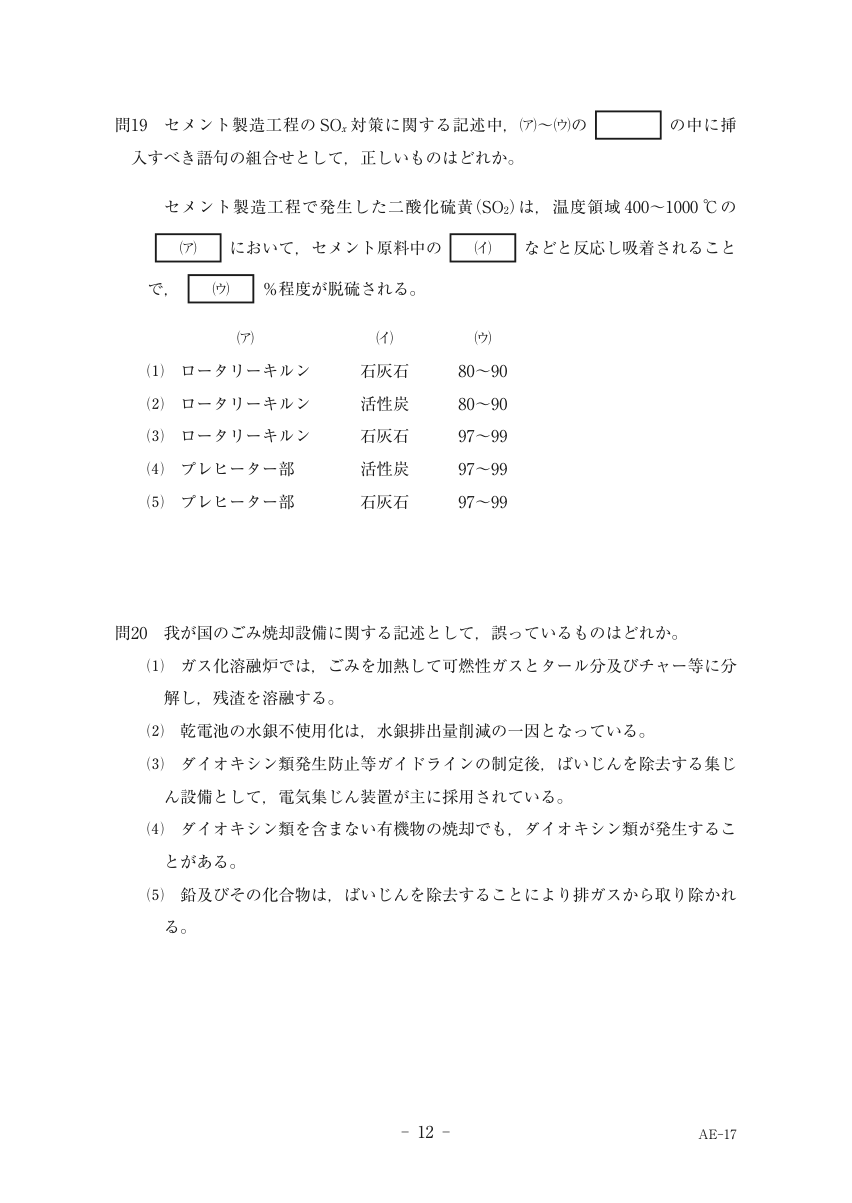 問19　セメント製造工程の SOx 対策に関する記述中，㋐～㋒の　　　　の中に挿
入すべき語句の組合せとして，正しいものはどれか。
セメント製造工程で発生した二酸化硫黄(SO2)は，温度領域 400～1000 ℃の
(ア) において，セメント原料中の (イ) などと反応し吸着されること
で， (ウ) ％程度が脱硫される。
(ア)　(イ)　(ウ)
(1)　ロータリーキルン　石灰石　80～90
(2)　ロータリーキルン　活性炭　80～90
(3)　ロータリーキルン　石灰石　97～99
(4)　プレヒーター部　活性炭　97～99
(5)　プレヒーター部　石灰石　97～99
問20　我が国のごみ焼却設備に関する記述として，誤っているものはどれか。
(1)　ガス化溶融炉では，ごみを加熱して可燃性ガスとタール分及びチャー等に分
解し，残渣を溶融する。
(2)　乾電池の水銀不使用化は，水銀排出量削減の一因となっている。
(3)　ダイオキシン類発生防止等ガイドラインの制定後，ばいじんを除去する集じ
ん設備として，電気集じん装置が主に採用されている。
(4)　ダイオキシン類を含まない有機物の焼却でも，ダイオキシン類が発生するこ
とがある。
(5)　鉛及びその化合物は，ばいじんを除去することにより排ガスから取り除かれ
る。
－ 12 －
AE−17